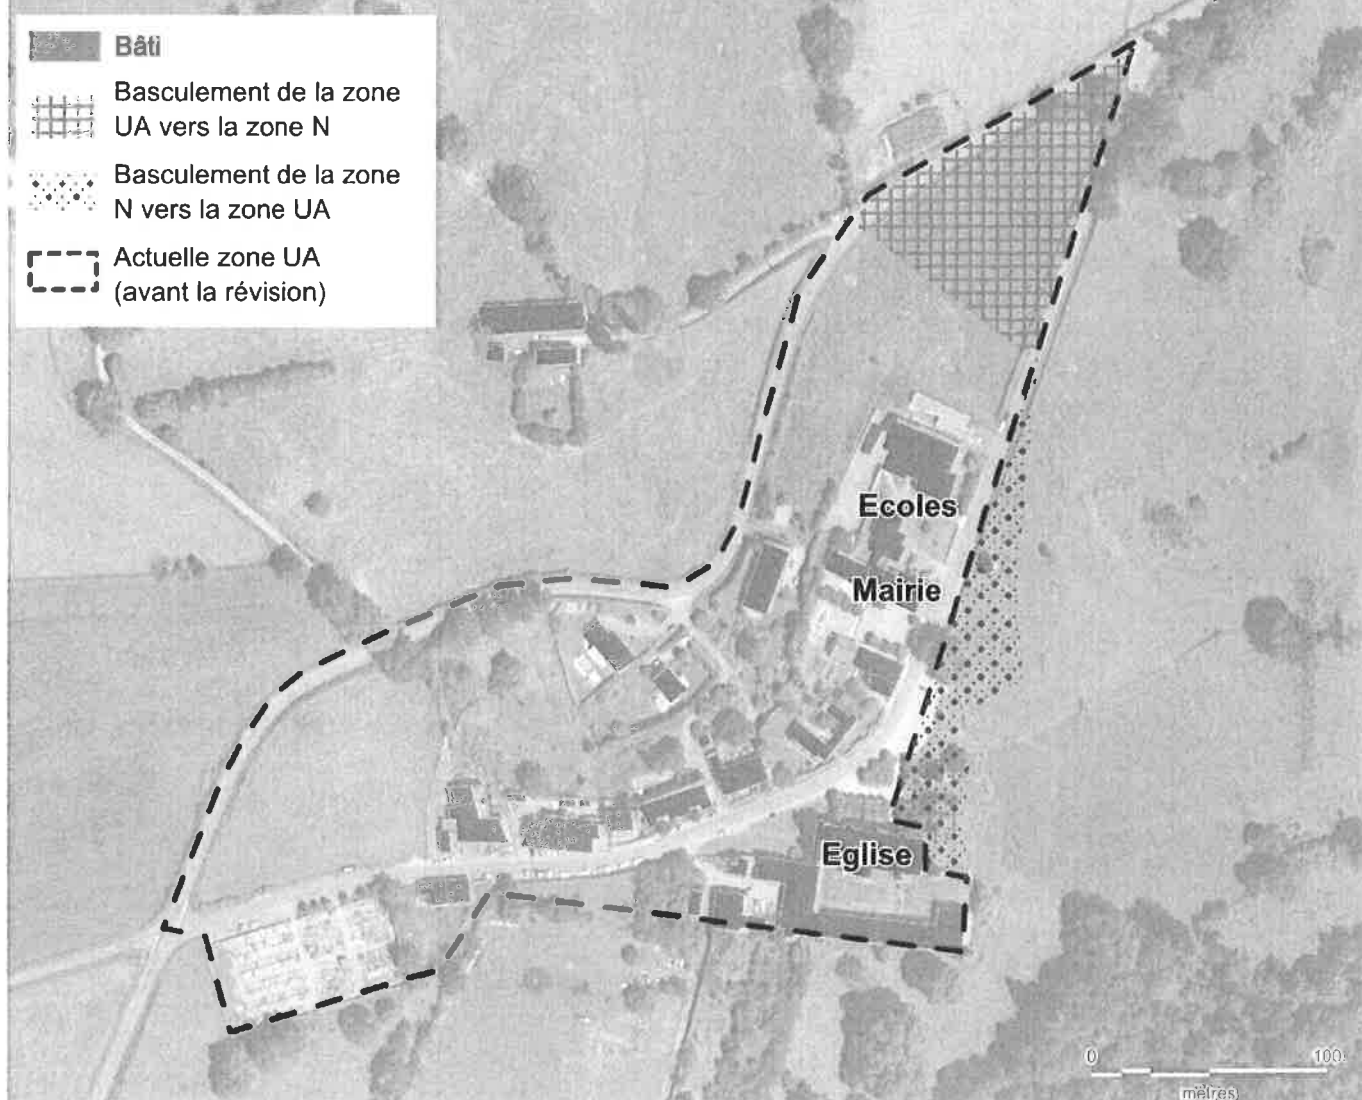 Bâti
Basculement de la zone
UA vers la zone N
Basculement de la zone
N vers la zone UA
Actuelle zone UA
(avant la révision)
Ecoles
Mairie
Eglise
0 100
mètres